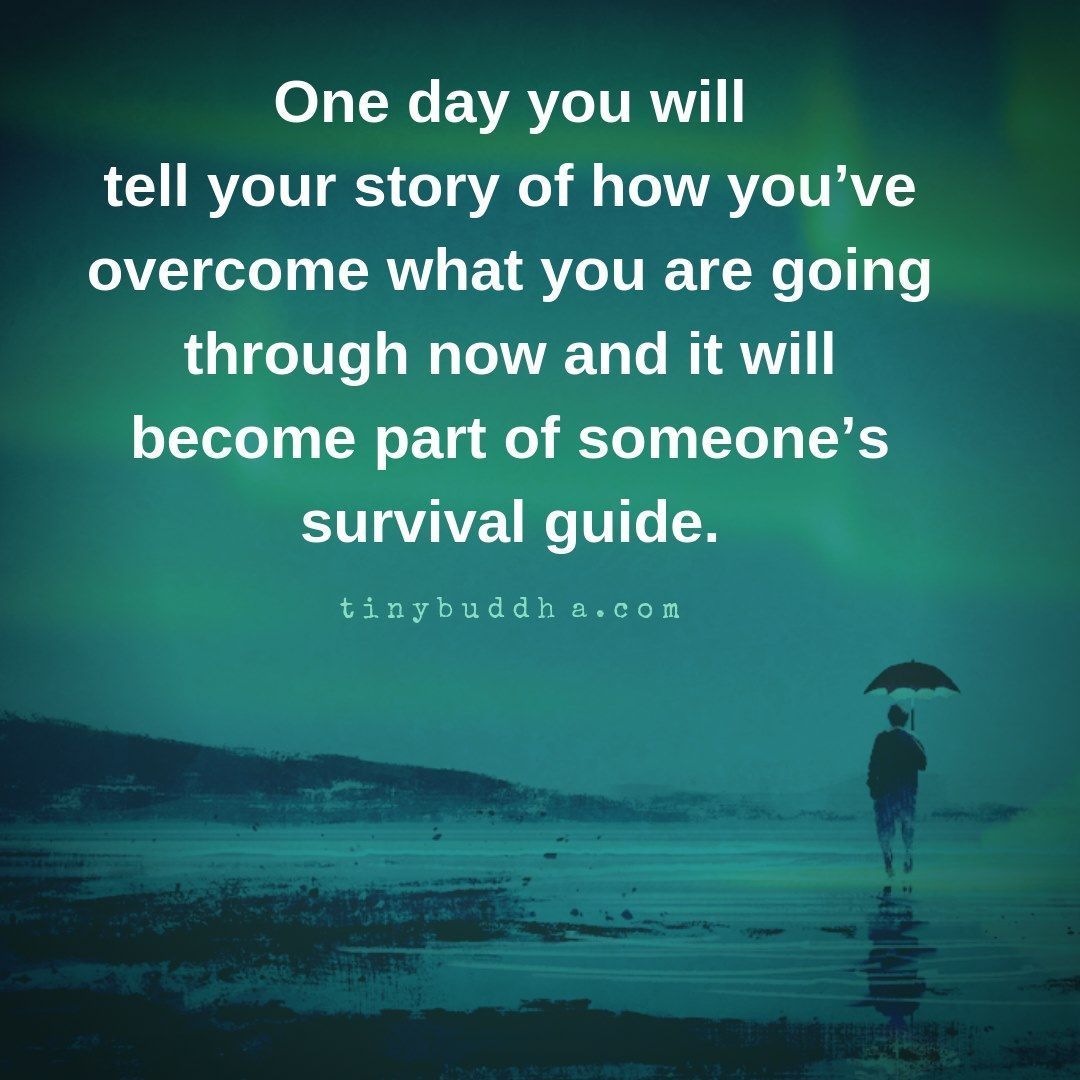 One day you will
tell your story of how you’ve
overcome what you are going
through now and it will
become part of someone’s
survival guide.
tinybuddha.com